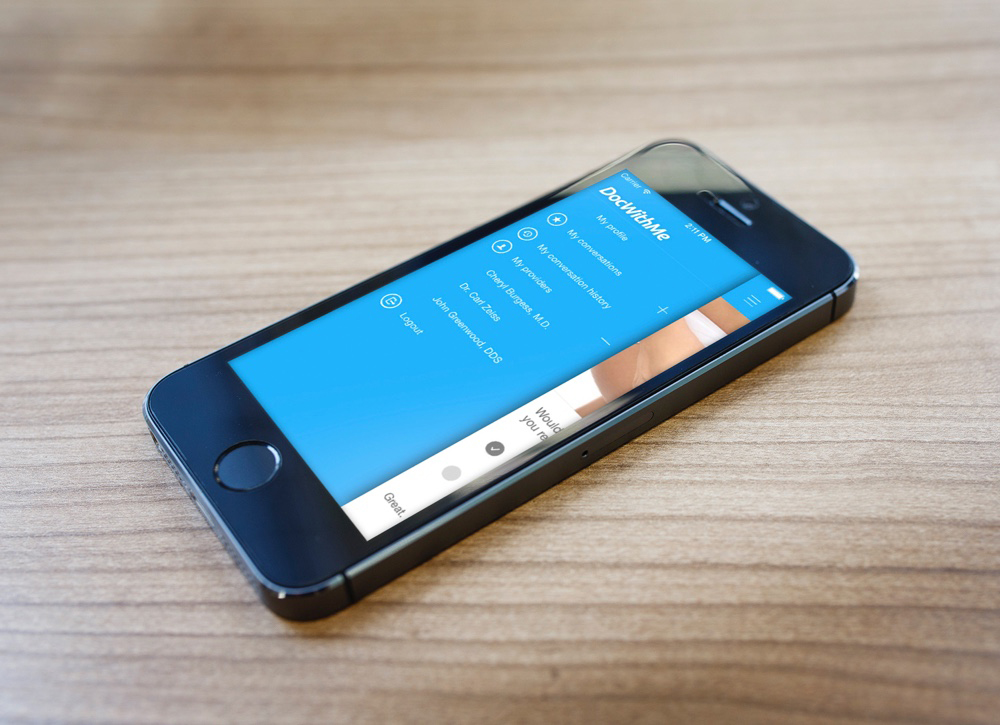 Carrier
2:11 PM
DocWithMe
My profile
My conversations
My conversation history
My providers
Cheryl Burgess, M.D.
Dr. Carl Zeiss
John Greenwood, DDS
Logout
Would
you re
Great.